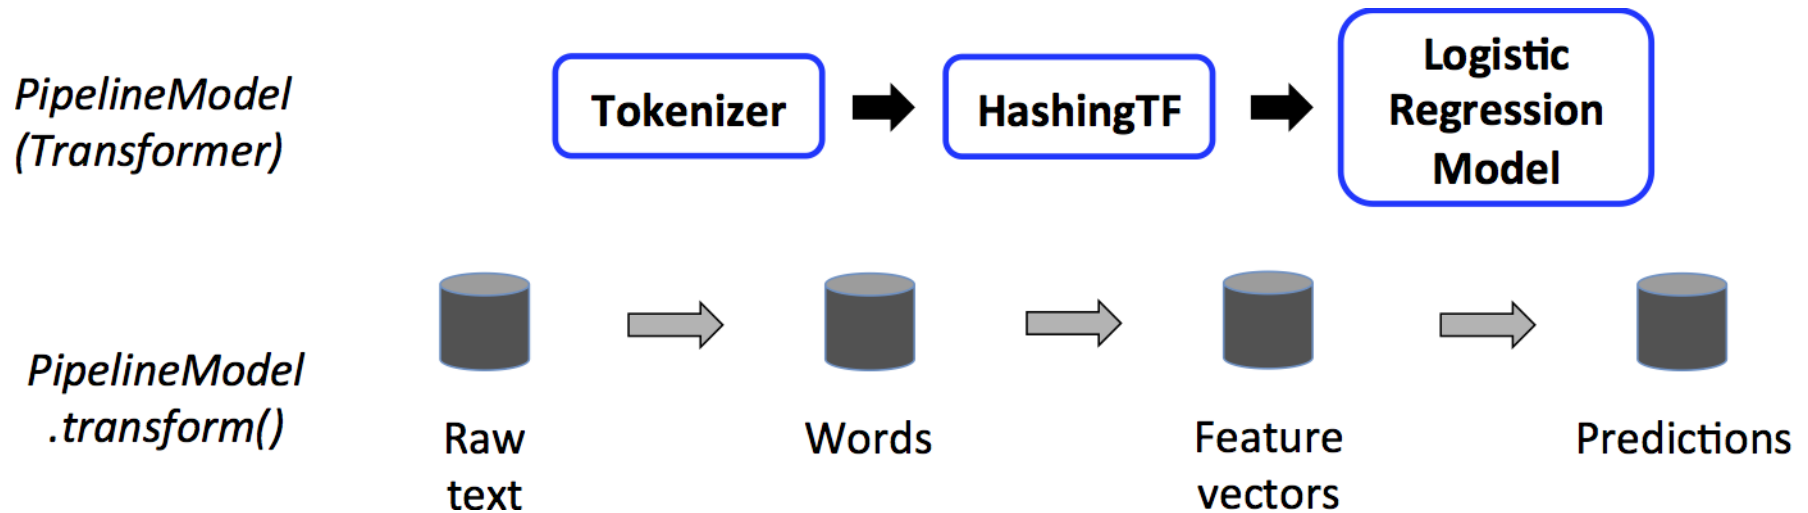 PipelineModel
(Transformer)
Tokenizer
HashingTF
Logistic
Regression
Model
PipelineModel
.transform()
Raw
text
Words
Feature
vectors
Predictions